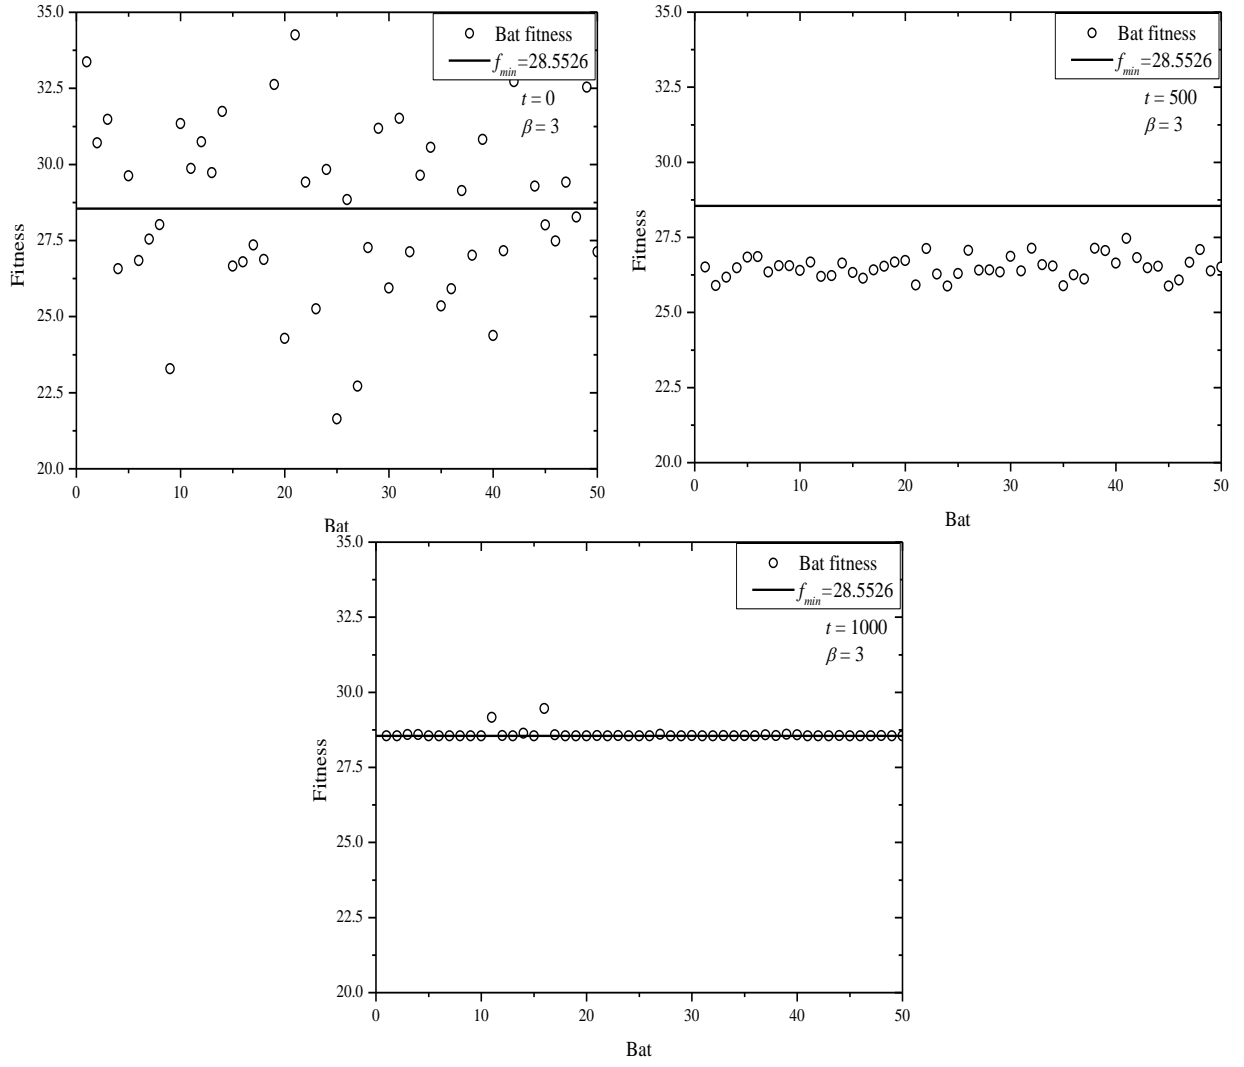 35.0
32.5
30.0
27.5
25.0
22.5
20.0
Fitness
0
10
20
30
40
50
Bat
Bat fitness
f_min=28.5526
t = 0
β = 3
35.0
32.5
30.0
27.5
25.0
22.5
20.0
Fitness
0
10
20
30
40
50
Bat
Bat fitness
f_min=28.5526
t = 500
β = 3
35.0
32.5
30.0
27.5
25.0
22.5
20.0
Fitness
0
10
20
30
40
50
Bat
Bat fitness
f_min=28.5526
t = 1000
β = 3